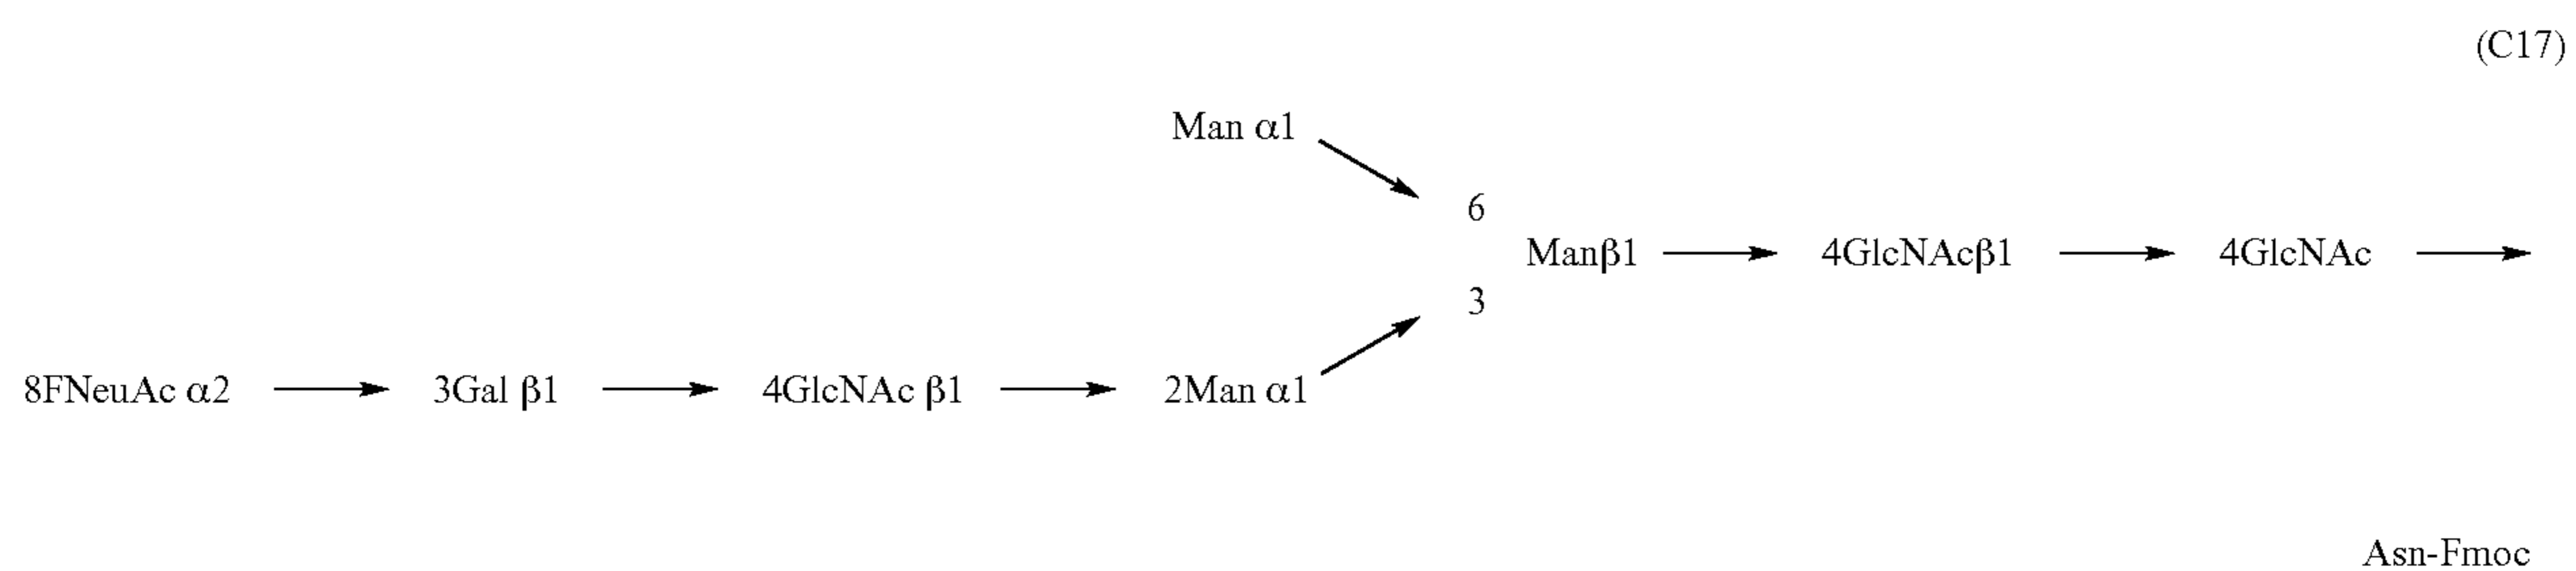 (C17)
Man α1
6
Manβ1 4GlcNAcβ1 4GlcNAc
3
8FNeuAc α2 3Gal β1 4GlcNAc β1 2Man α1
Asn-Fmoc